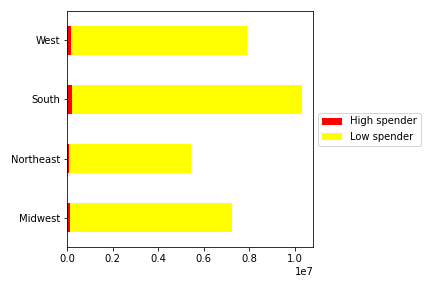 West
South
Northeast
Midwest
0.0 0.2 0.4 0.6 0.8 1.0
1e7
High spender
Low spender